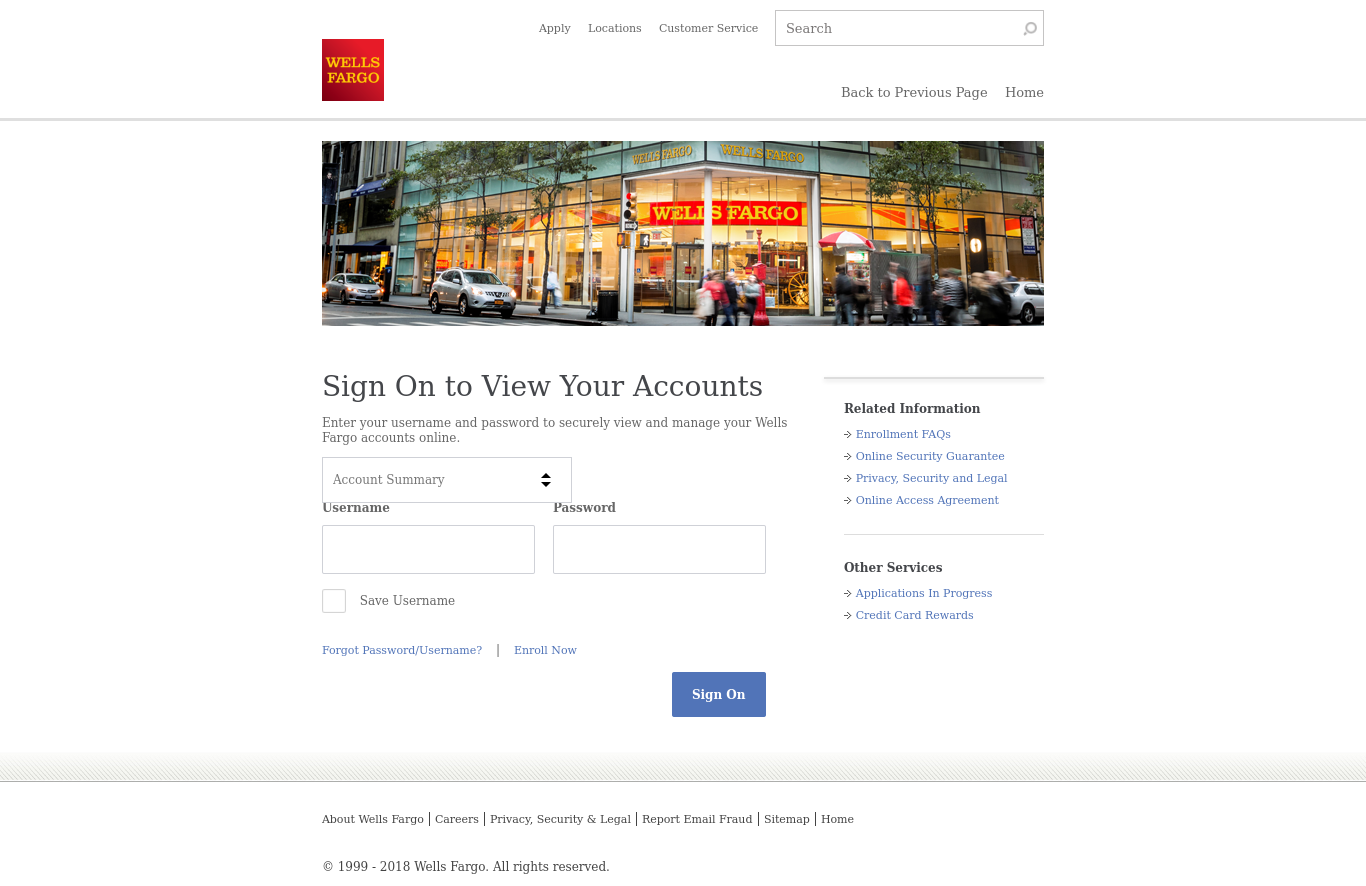 Apply Locations Customer Service Search
WELLS
FARGO
Back to Previous Page Home
WELLS FARGO WELLS FARGO
WELLS FARGO
Sign On to View Your Accounts
Enter your username and password to securely view and manage your Wells
Fargo accounts online.
Account Summary
Username Password
Save Username
Forgot Password/Username? | Enroll Now
Sign On
Related Information
Enrollment FAQs
Online Security Guarantee
Privacy, Security and Legal
Online Access Agreement
Other Services
Applications In Progress
Credit Card Rewards
About Wells Fargo | Careers | Privacy, Security & Legal | Report Email Fraud | Sitemap | Home
© 1999 - 2018 Wells Fargo. All rights reserved.